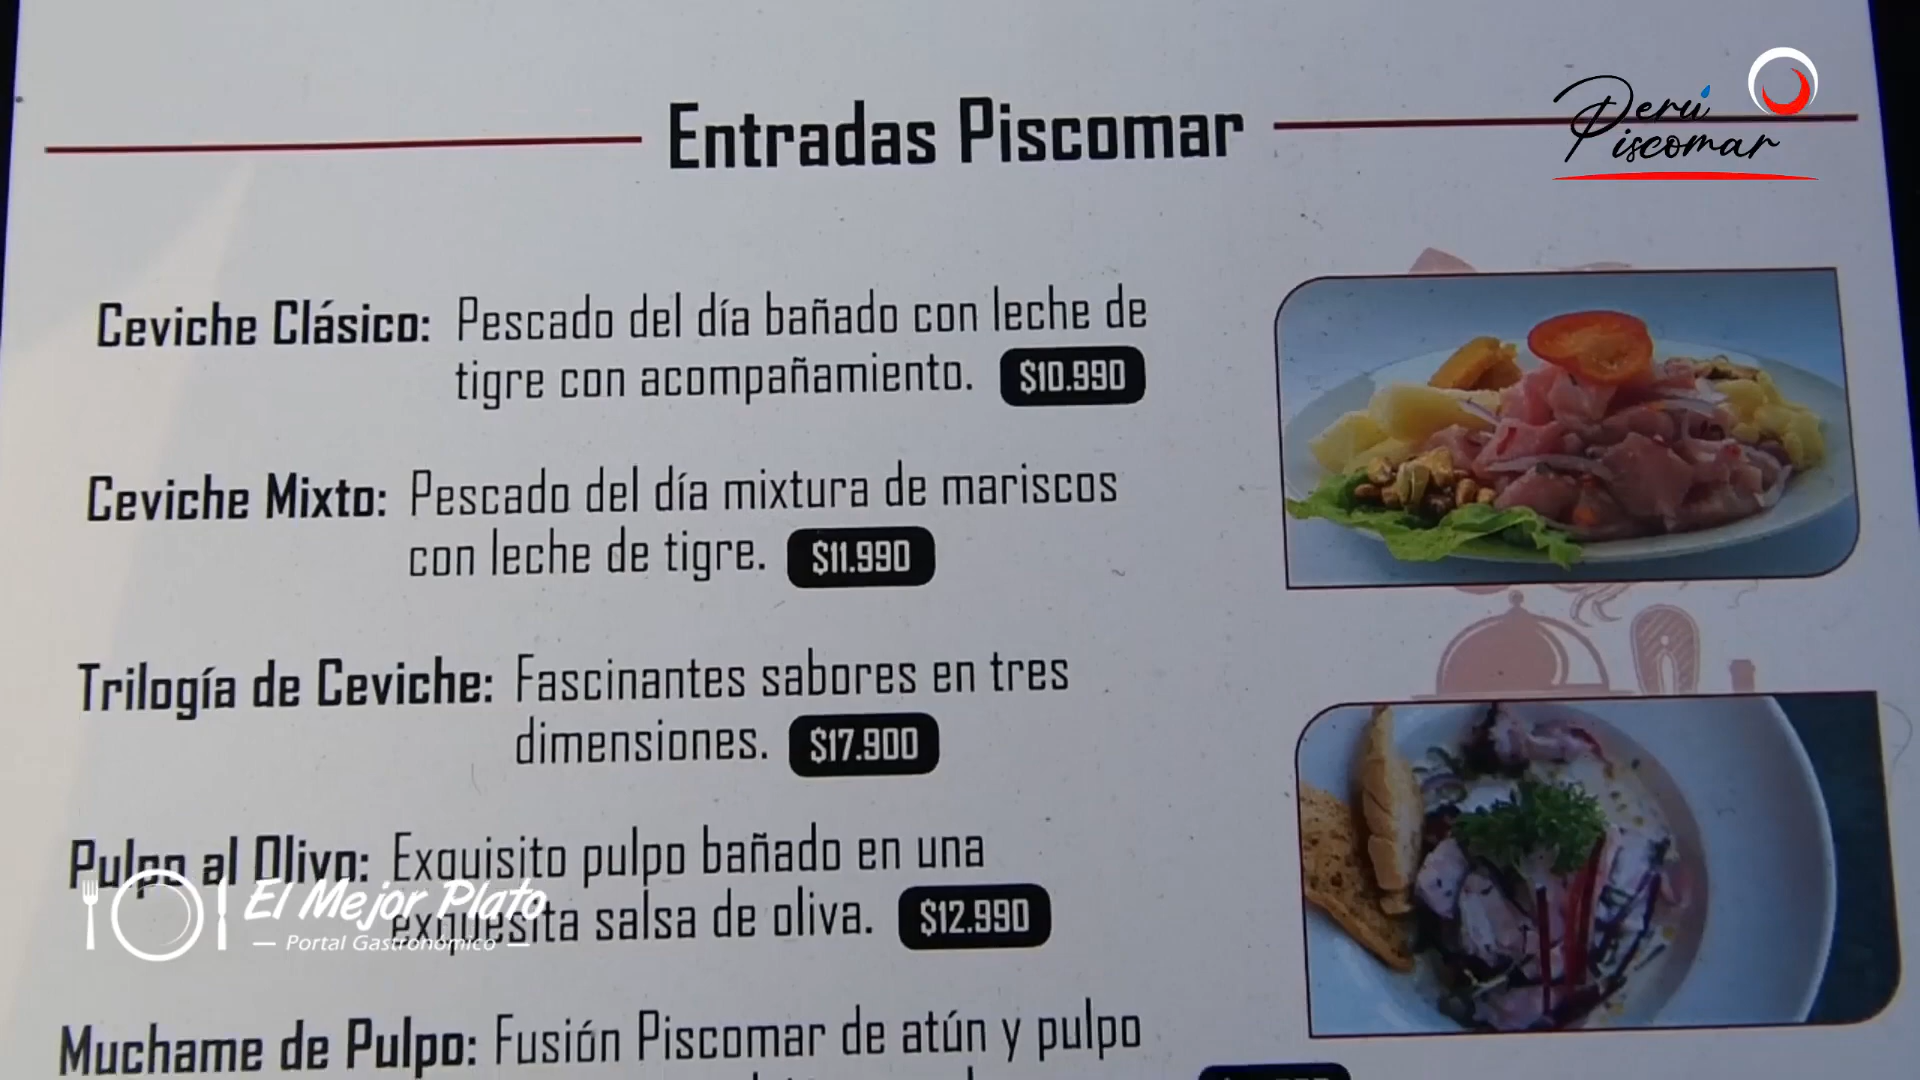 Perú
Piscomar
Entradas Piscomar
Ceviche Clásico: Pescado del día bañado con leche de
tigre con acompañamiento. $10.990
Ceviche Mixto: Pescado del día mixtura de mariscos
con leche de tigre. $11.990
Trilogía de Ceviche: Fascinantes sabores en tres
dimensiones. $17.900
Pulpo al Olivo: Exquisito pulpo bañado en una
exquesita salsa de oliva. $12.990
El Mejor Plato
Portal Gastronómico
Muchame de Pulpo: Fusión Piscomar de atún y pulpo